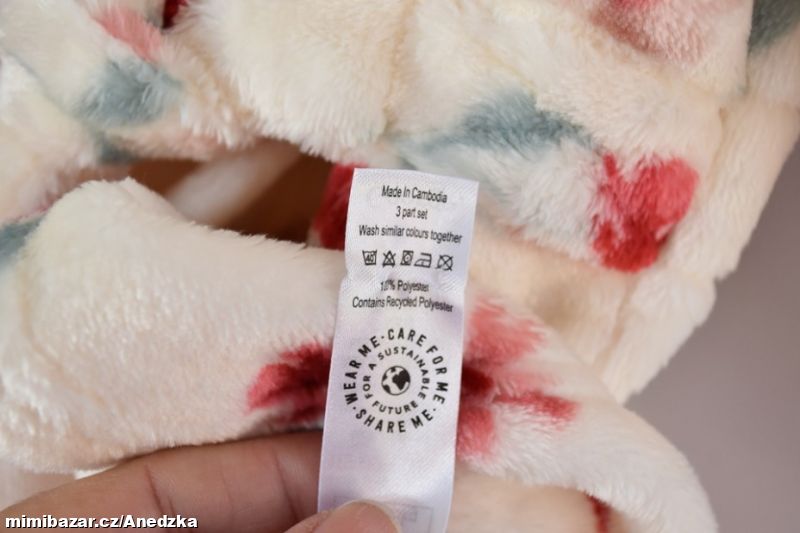 Made In Cambodia
3 part set
Wash similar colours together
Polyester
Contains Recycled Polyester
WEAR ME · CARE FOR ME · SHARE ME ·
FOR A SUSTAINABLE FUTURE
mimibazar.cz/Anedzka